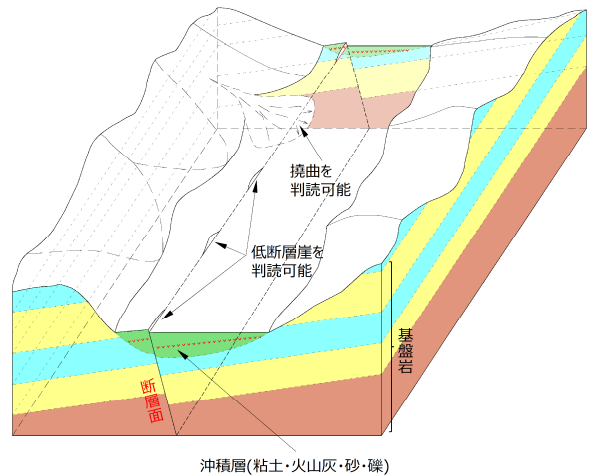 撓曲を
判読可能
低断層崖を
判読可能
基盤岩
断層面
沖積層(粘土･火山灰･砂･礫)